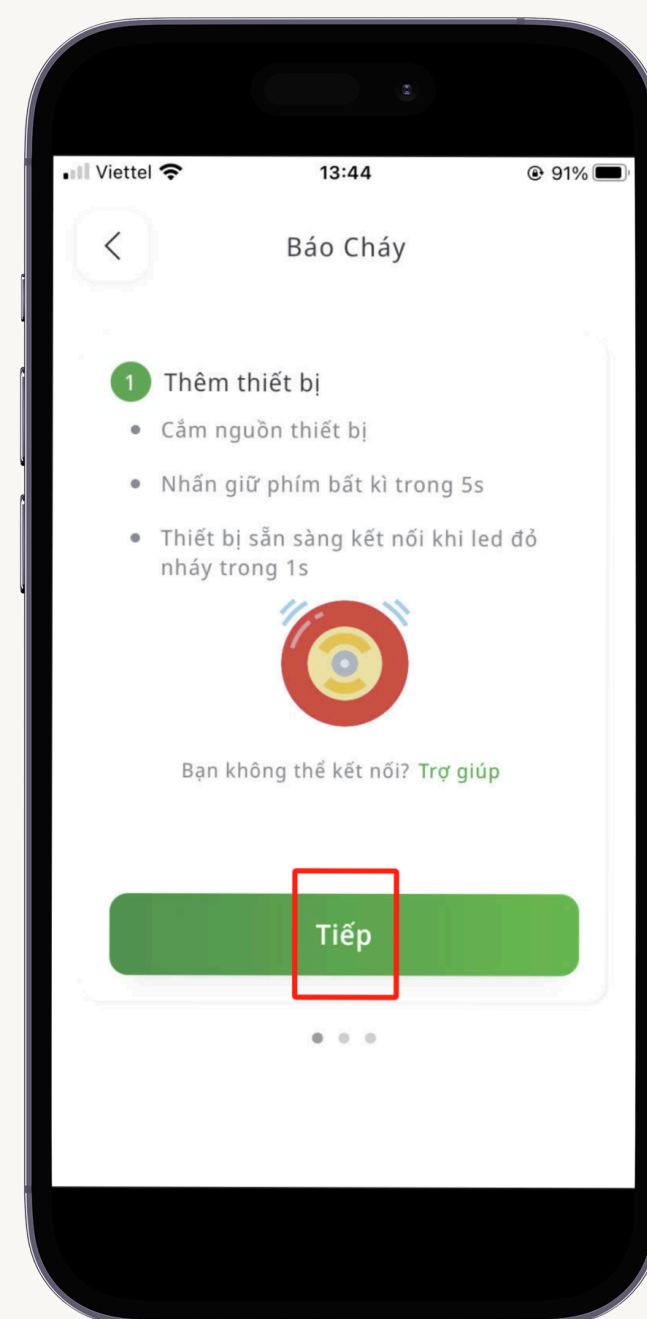 Viettel 13:44 91%
Báo Cháy
1 Thêm thiết bị
• Cắm nguồn thiết bị
• Nhấn giữ phím bất kì trong 5s
• Thiết bị sẵn sàng kết nối khi led đỏ
nháy trong 1s
Bạn không thể kết nối? Trợ giúp
Tiếp